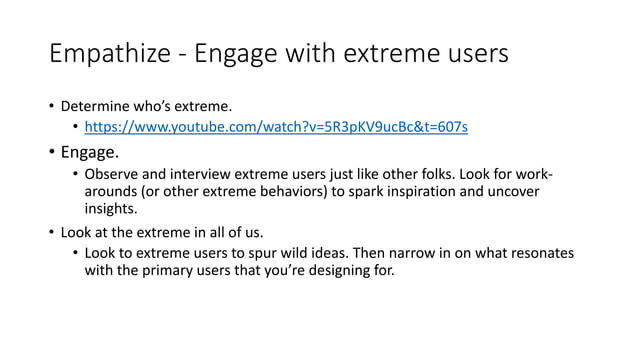 Empathize - Engage with extreme users
• Determine who's extreme.
• https://www.youtube.com/watch?v=5R3pKV9ucBc&t=607s
• Engage.
• Observe and interview extreme users just like other folks. Look for work-
arounds (or other extreme behaviors) to spark inspiration and uncover
insights.
• Look at the extreme in all of us.
• Look to extreme users to spur wild ideas. Then narrow in on what resonates
with the primary users that you're designing for.